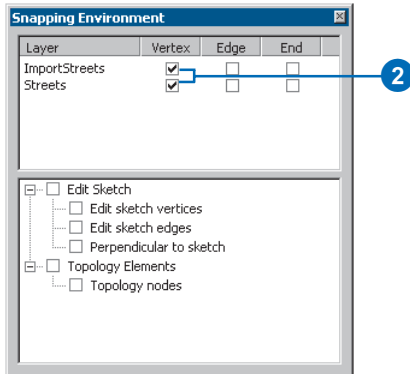 Snapping Environment
Layer Vertex Edge End
ImportStreets
Streets
2
Edit Sketch
Edit sketch vertices
Edit sketch edges
Perpendicular to sketch
Topology Elements
Topology nodes